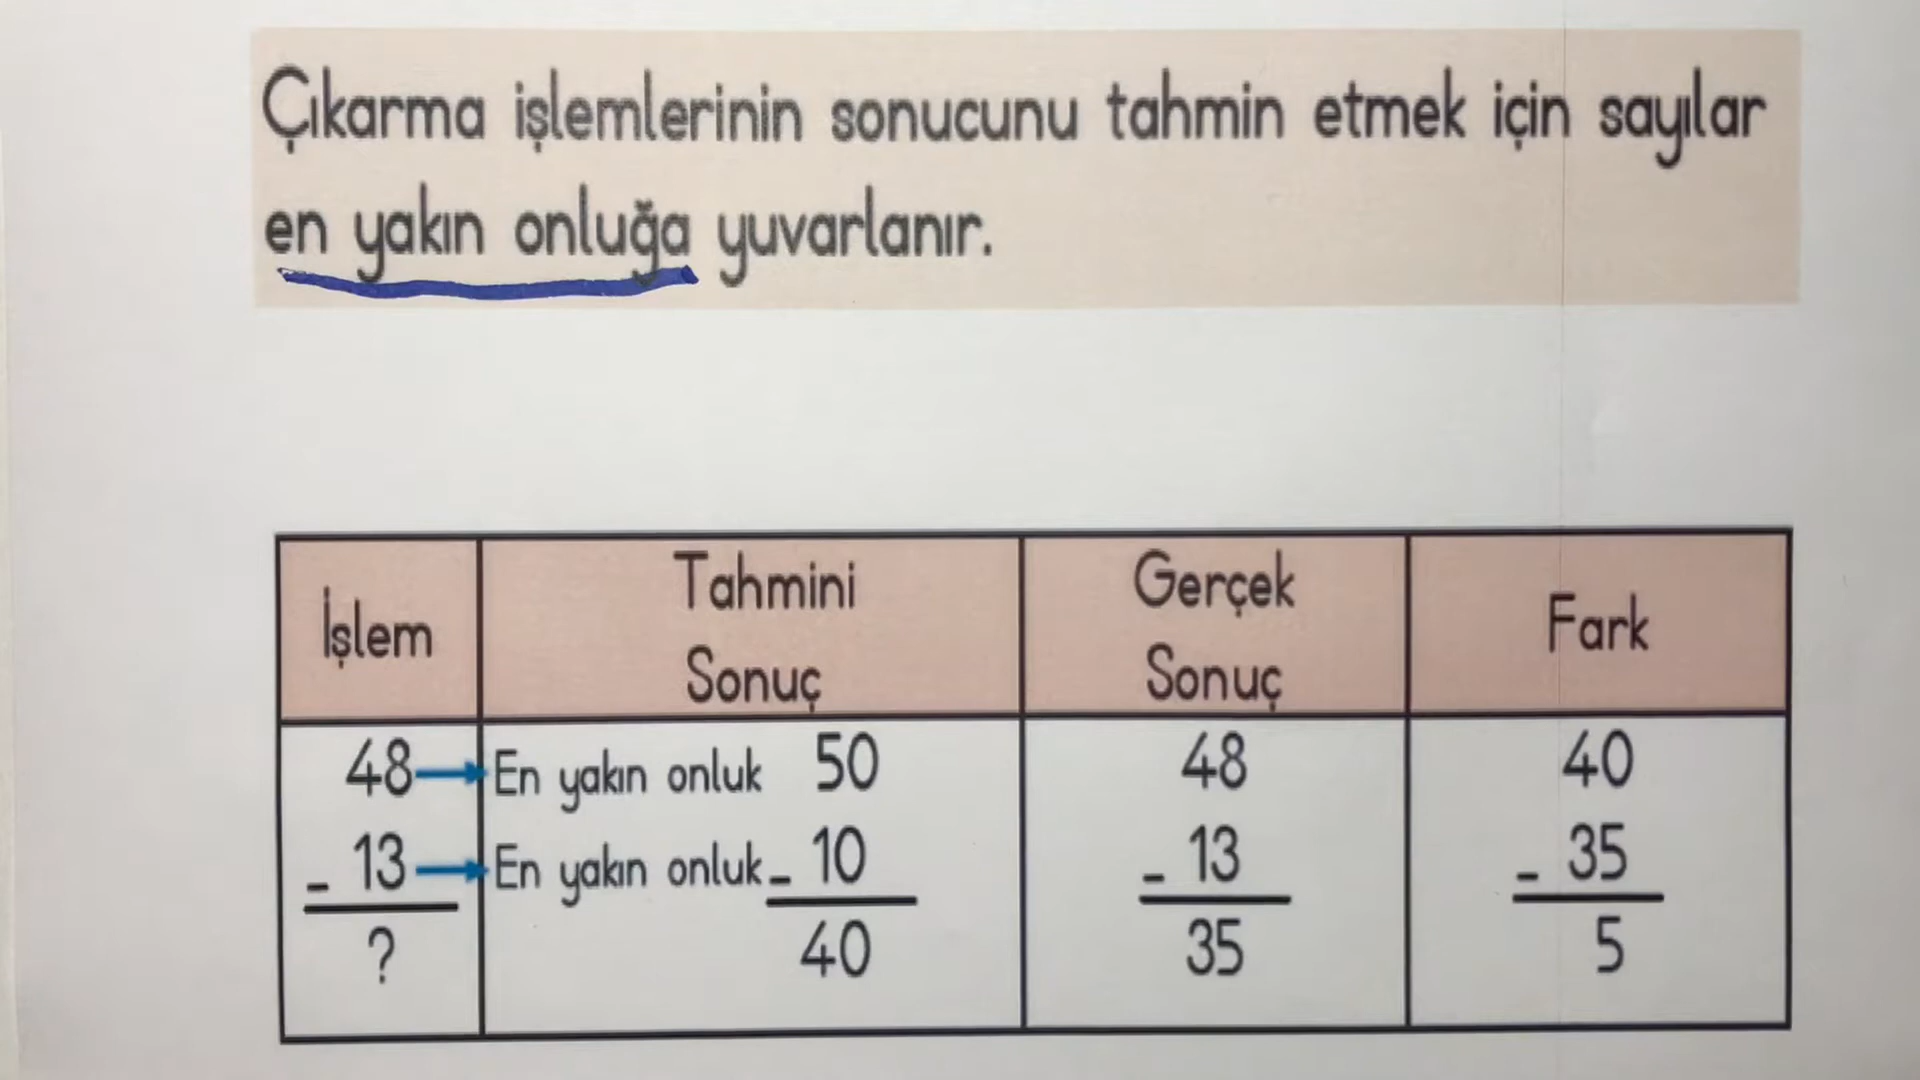 Çıkarma işlemlerinin sonucunu tahmin etmek için sayılar
en yakın onluğa yuvarlanır.
İşlem
Tahmini
Sonuç
Gerçek
Sonuç
Fark
48
- 13
?
En yakın onluk 50
En yakın onluk - 10
40
48
- 13
35
40
- 35
5